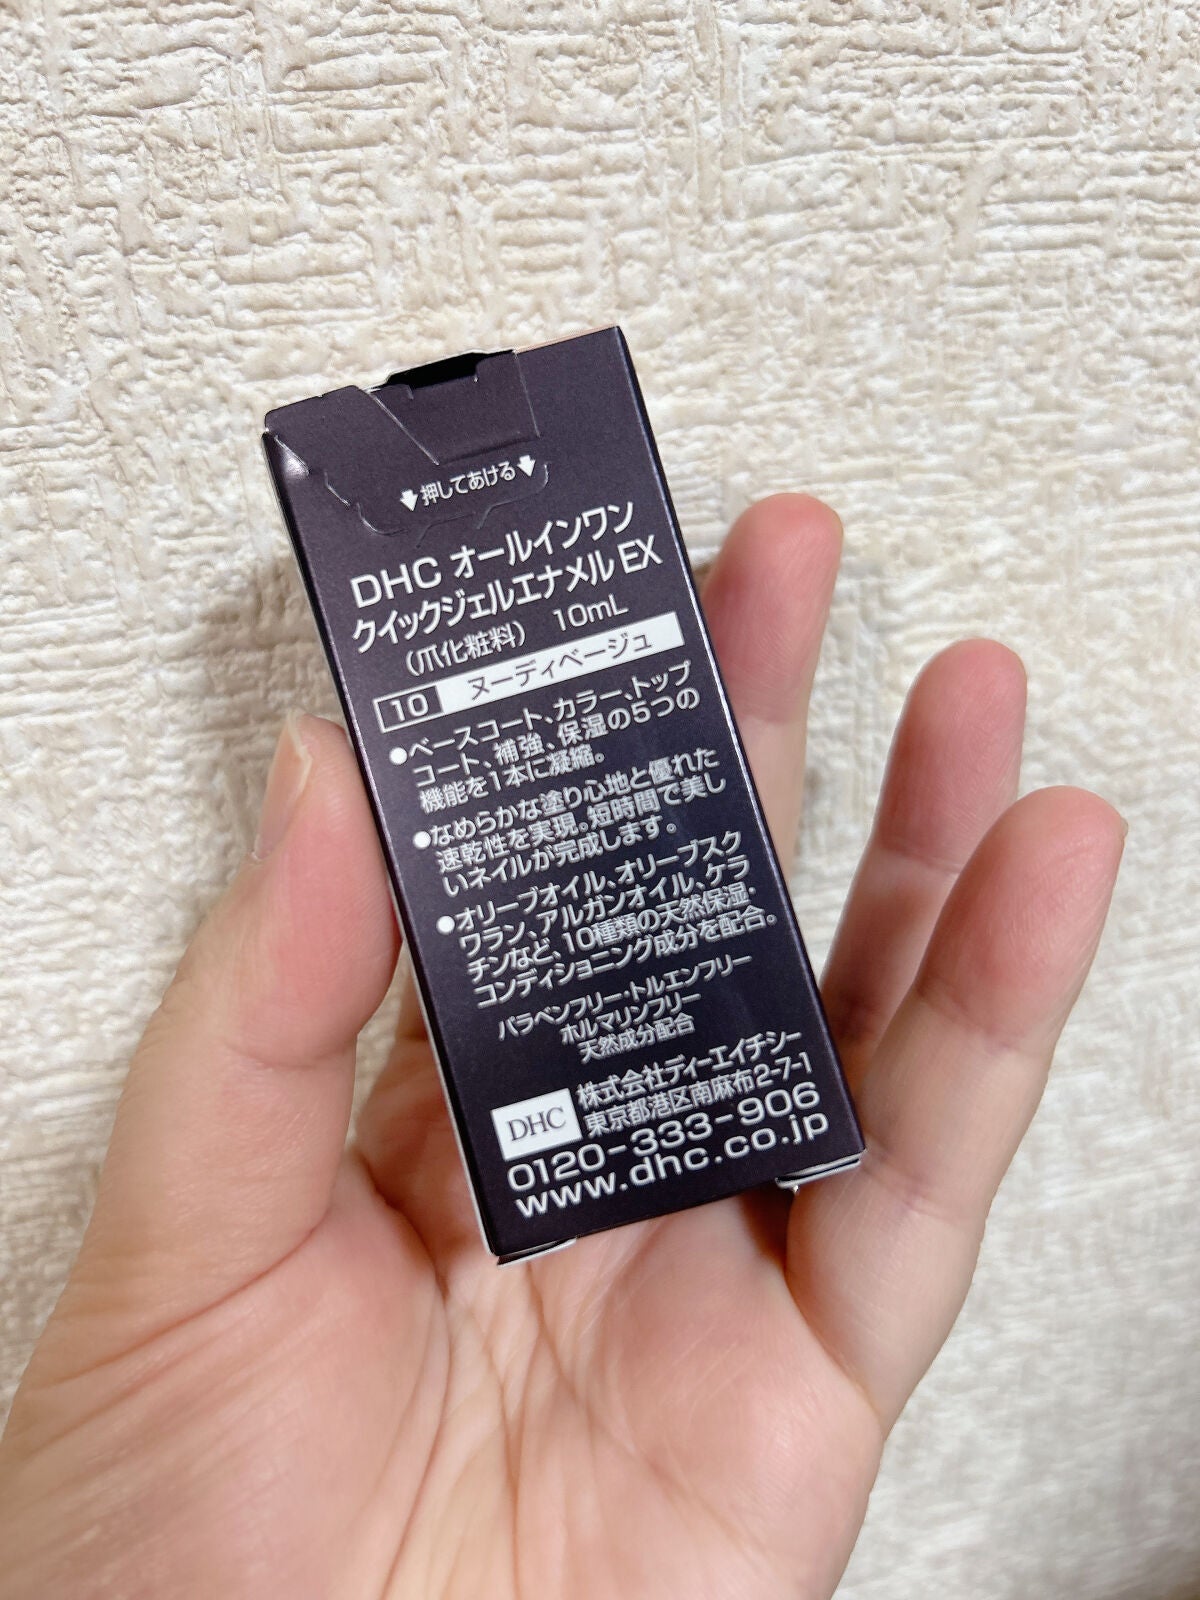 押してあける
DHC オールインワン
クイックジェルエナメル EX
(爪化粧料) 10mL
10 ヌーディベージュ
●ベースコート、カラー、トップ
コート、補強、保湿の5つの
機能を1本に凝縮。
●なめらかな塗り心地と優れた
速乾性を実現。短時間で美し
いネイルが完成します。
●オリーブオイル、オリーブスク
ワラン、アルガンオイル、ケラ
チンなど、10種類の天然保湿・
コンディショニング成分を配合。
パラベンフリー・トルエンフリー
ホルマリンフリー
天然成分配合
DHC
株式会社ディーエイチシー
東京都港区南麻布2-7-1
0120-333-906
www.dhc.co.jp